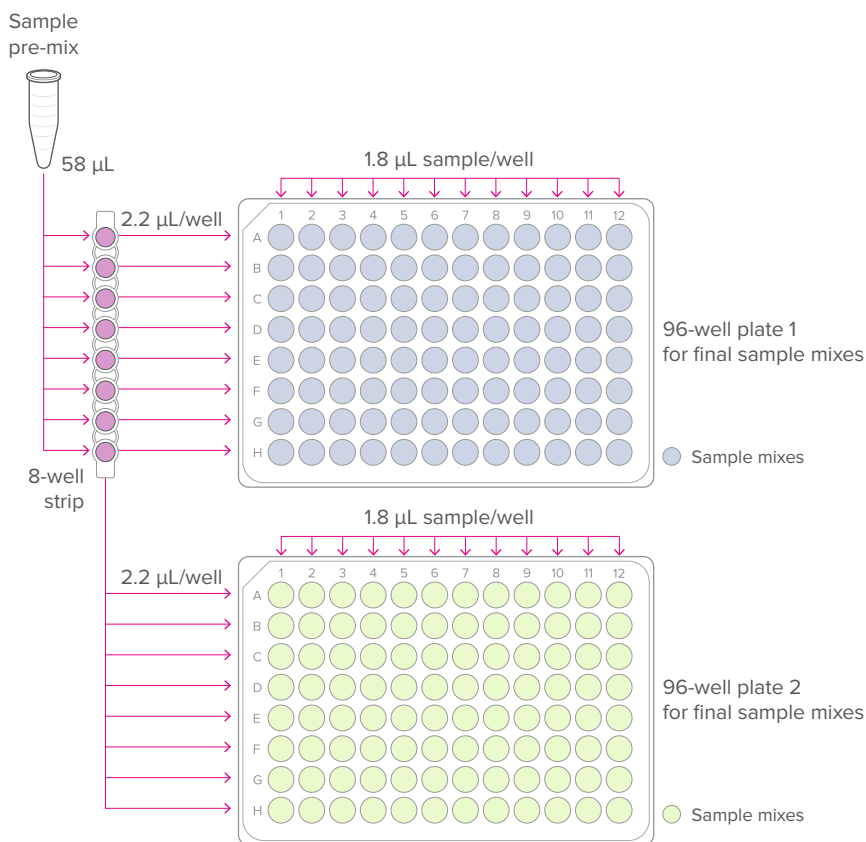 Sample
pre-mix
58 µL
1.8 µL sample/well
2.2 µL/well
1 2 3 4 5 6 7 8 9 10 11 12
A
B
C
D
E
F
G
H
96-well plate 1
for final sample mixes
Sample mixes
8-well
strip
1.8 µL sample/well
2.2 µL/well
1 2 3 4 5 6 7 8 9 10 11 12
A
B
C
D
E
F
G
H
96-well plate 2
for final sample mixes
Sample mixes